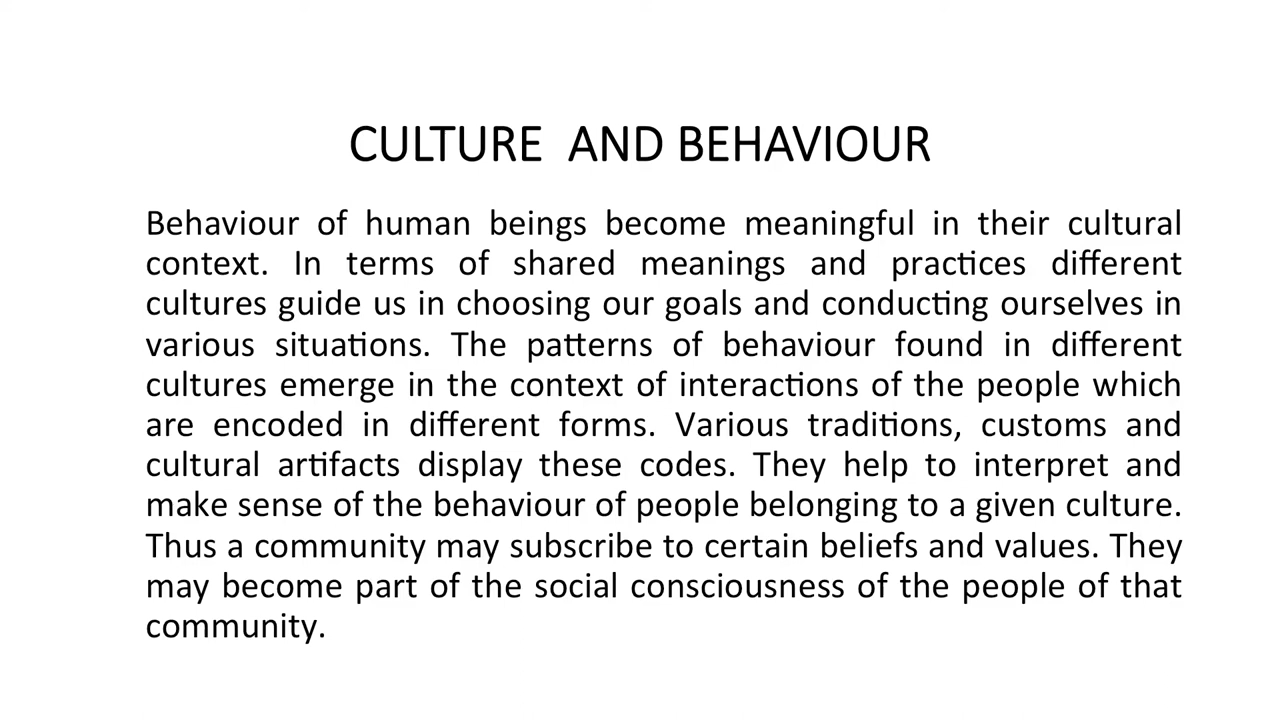 CULTURE  AND BEHAVIOUR
Behaviour of human beings become meaningful in their cultural
context. In terms of shared meanings and practices different
cultures guide us in choosing our goals and conducting ourselves in
various situations. The patterns of behaviour found in different
cultures emerge in the context of interactions of the people which
are encoded in different forms. Various traditions, customs and
cultural artifacts display these codes. They help to interpret and
make sense of the behaviour of people belonging to a given culture.
Thus a community may subscribe to certain beliefs and values. They
may become part of the social consciousness of the people of that
community.